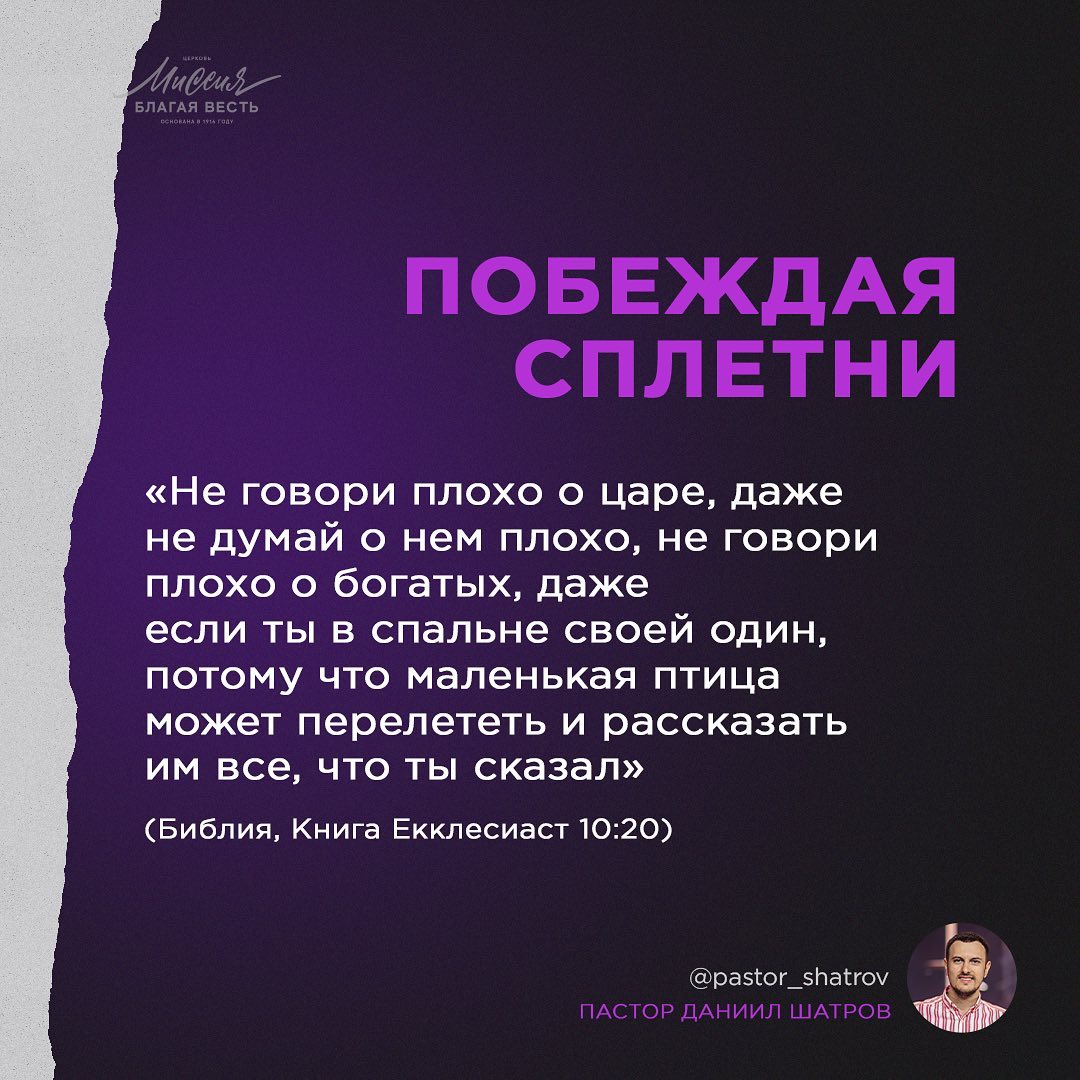 ЦЕРКОВЬ
Миссия
БЛАГАЯ ВЕСТЬ
ОСНОВАНА В 1916 ГОДУ
ПОБЕЖДАЯ
СПЛЕТНИ
«Не говори плохо о царе, даже
не думай о нем плохо, не говори
плохо о богатых, даже
если ты в спальне своей один,
потому что маленькая птица
может перелететь и рассказать
им все, что ты сказал»
(Библия, Книга Екклесиаст 10:20)
@pastor_shatrov
ПАСТОР ДАНИИЛ ШАТРОВ